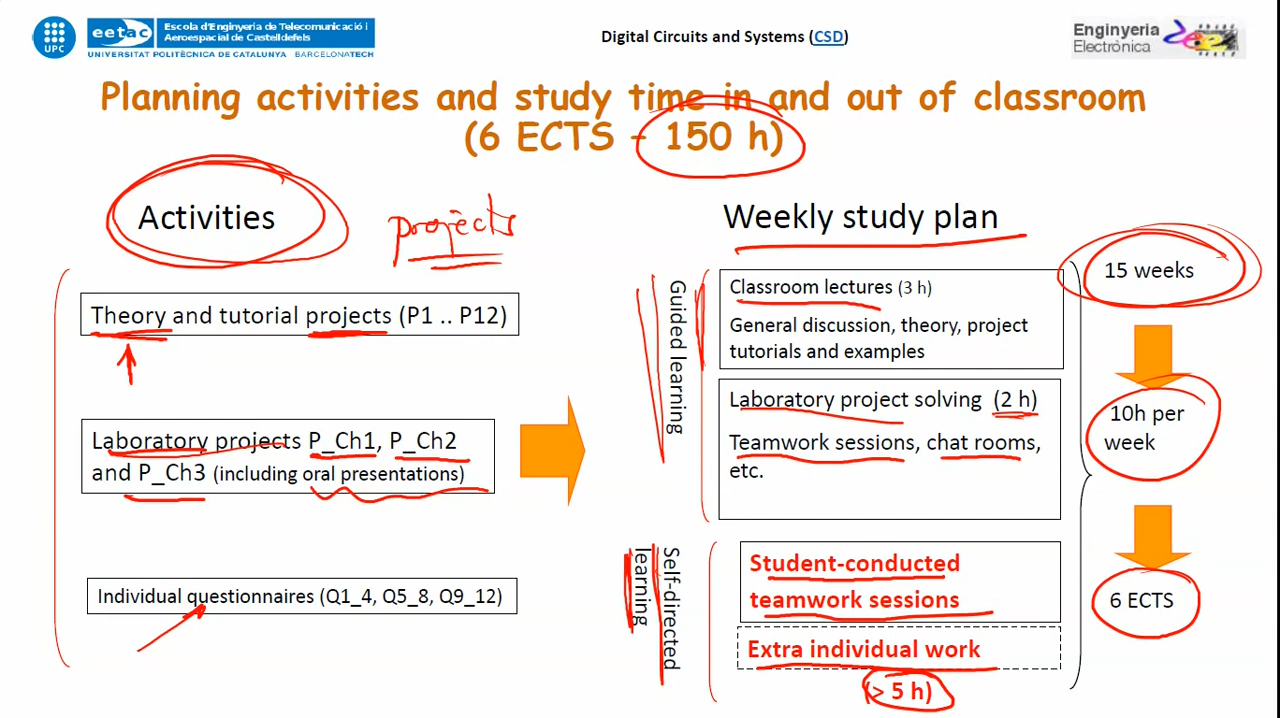 UPC
eetac
Escola d'Enginyeria de Telecomunicació i
Aeroespacial de Castelldefels
UNIVERSITAT POLITÈCNICA DE CATALUNYA BARCELONATECH
Digital Circuits and Systems (CSD)
Enginyeria
Electrònica
Planning activities and study time in and out of classroom
(6 ECTS - 150 h)
Activities
projects
Theory and tutorial projects (P1 .. P12)
Laboratory projects P_Ch1, P_Ch2
and P_Ch3 (including oral presentations)
Individual questionnaires (Q1_4, Q5_8, Q9_12)
Weekly study plan
Guided learning
Classroom lectures (3 h)
General discussion, theory, project
tutorials and examples
Laboratory project solving (2 h)
Teamwork sessions, chat rooms,
etc.
Self-directed
learning
Student-conducted
teamwork sessions
Extra individual work
(> 5 h)
15 weeks
10h per
week
6 ECTS